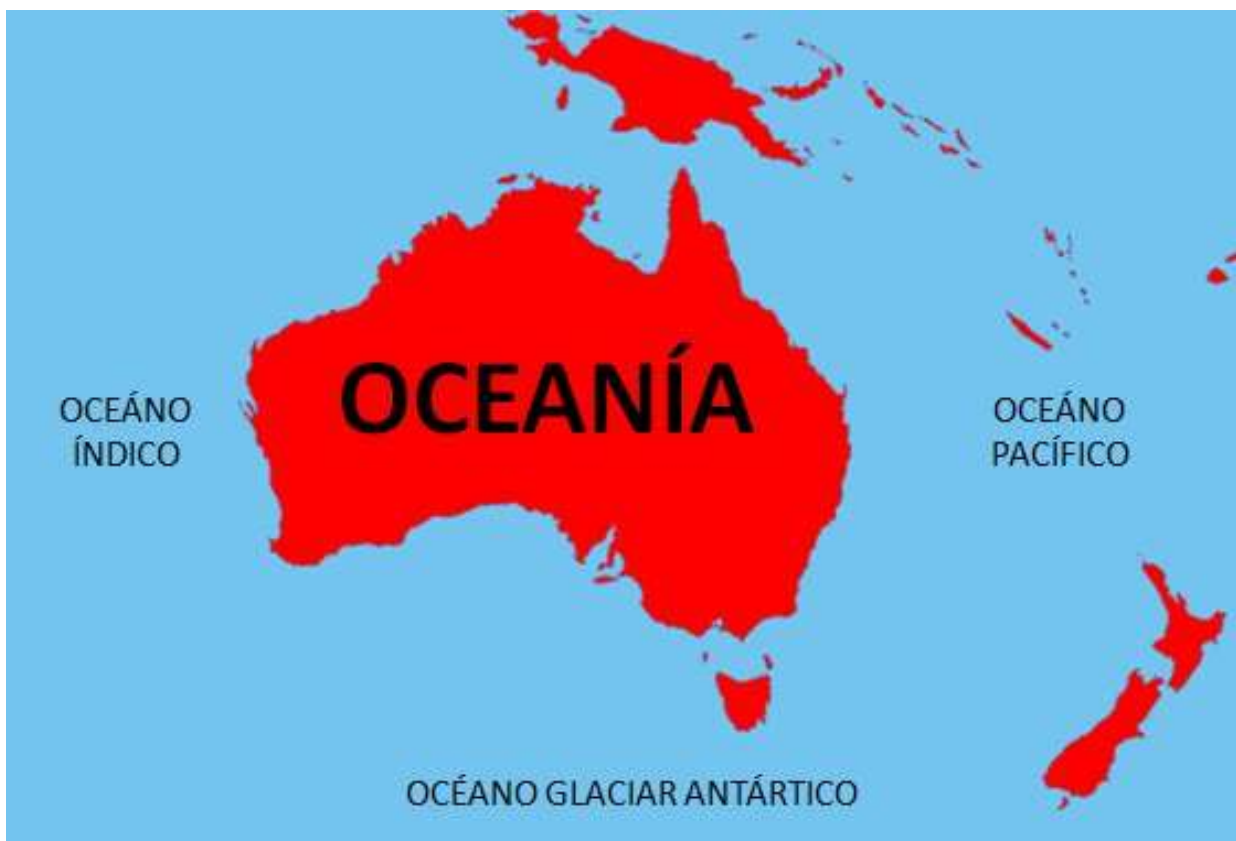 OCEANÍA
OCEÁNO
ÍNDICO
OCEÁNO
PACÍFICO
OCÉANO GLACIAR ANTÁRTICO